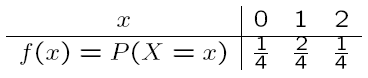 x 0 1 2
f(x) = P(X = x) 1/4 2/4 1/4